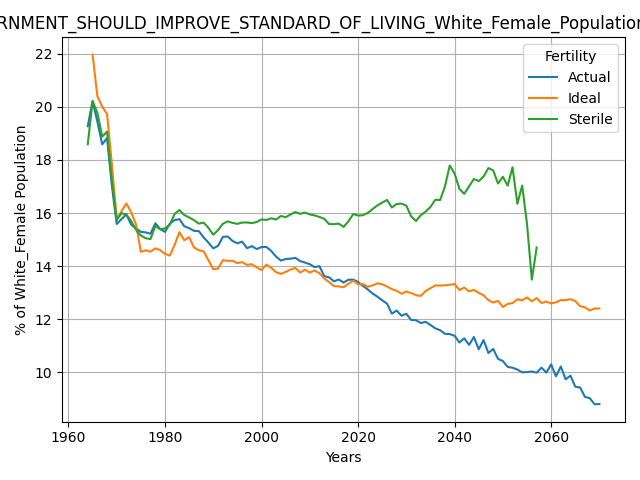 RNMENT_SHOULD_IMPROVE_STANDARD_OF_LIVING_White_Female_Population
Fertility
Actual
Ideal
Sterile
% of White_Female Population
22
20
18
16
14
12
10
1960
1980
2000
2020
2040
2060
Years